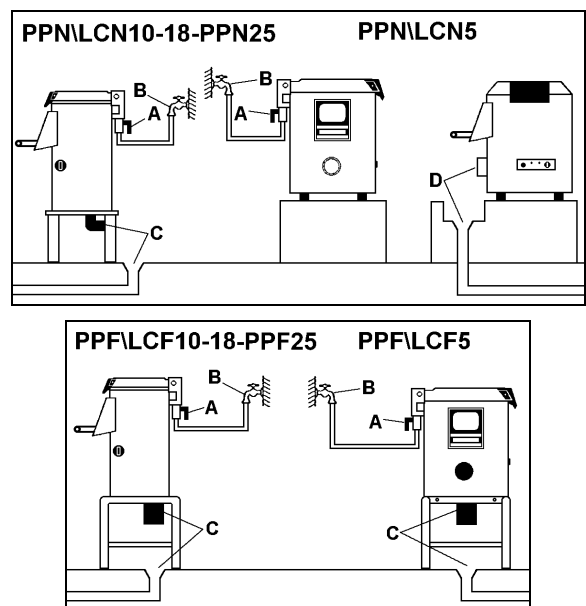 PPN\LCN10-18-PPN25
PPN\LCN5
B
B
A
A
D
C
PPF\LCF10-18-PPF25
PPF\LCF5
B
B
A
A
C
C